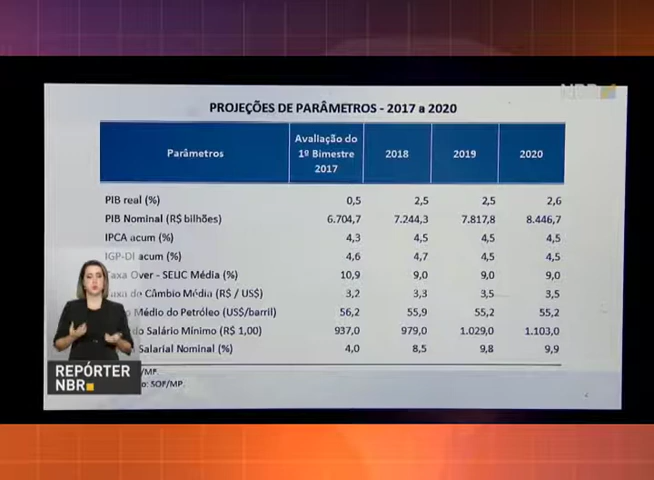 NBR
PROJEÇÕES DE PARÂMETROS - 2017 a 2020
Parâmetros
Avaliação do 1º Bimestre 2017
2018
2019
2020
PIB real (%) 0,5 2,5 2,5 2,6
PIB Nominal (R$ bilhões) 6.704,7 7.244,3 7.817,8 8.446,7
IPCA acum (%) 4,3 4,5 4,5 4,5
IGP-DI acum (%) 4,6 4,7 4,5 4,5
Taxa Over - SELIC Média (%) 10,9 9,0 9,0 9,0
Taxa de Câmbio Média (R$ / US$) 3,2 3,3 3,5 3,5
Médio do Petróleo (US$/barril) 56,2 55,9 55,2 55,2
do Salário Mínimo (R$ 1,00) 937,0 979,0 1.029,0 1.103,0
Salarial Nominal (%) 4,0 8,5 9,8 9,9
/MF.
o: SOF/MP.
REPÓRTER
NBR